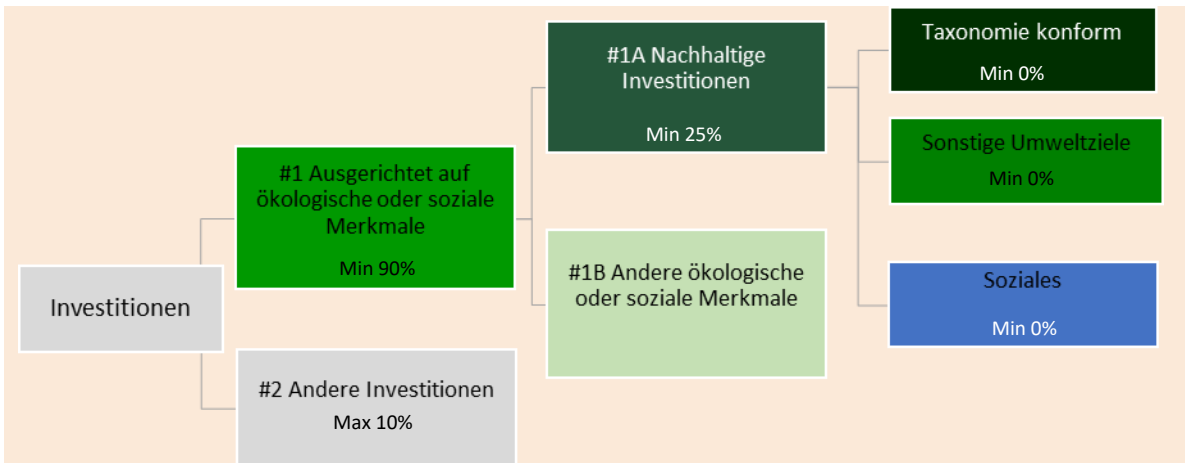 Investitionen
#1 Ausgerichtet auf
ökologische oder soziale
Merkmale
Min 90%
#2 Andere Investitionen
Max 10%
#1A Nachhaltige
Investitionen
Min 25%
#1B Andere ökologische
oder soziale Merkmale
Taxonomie konform
Min 0%
Sonstige Umweltziele
Min 0%
Soziales
Min 0%